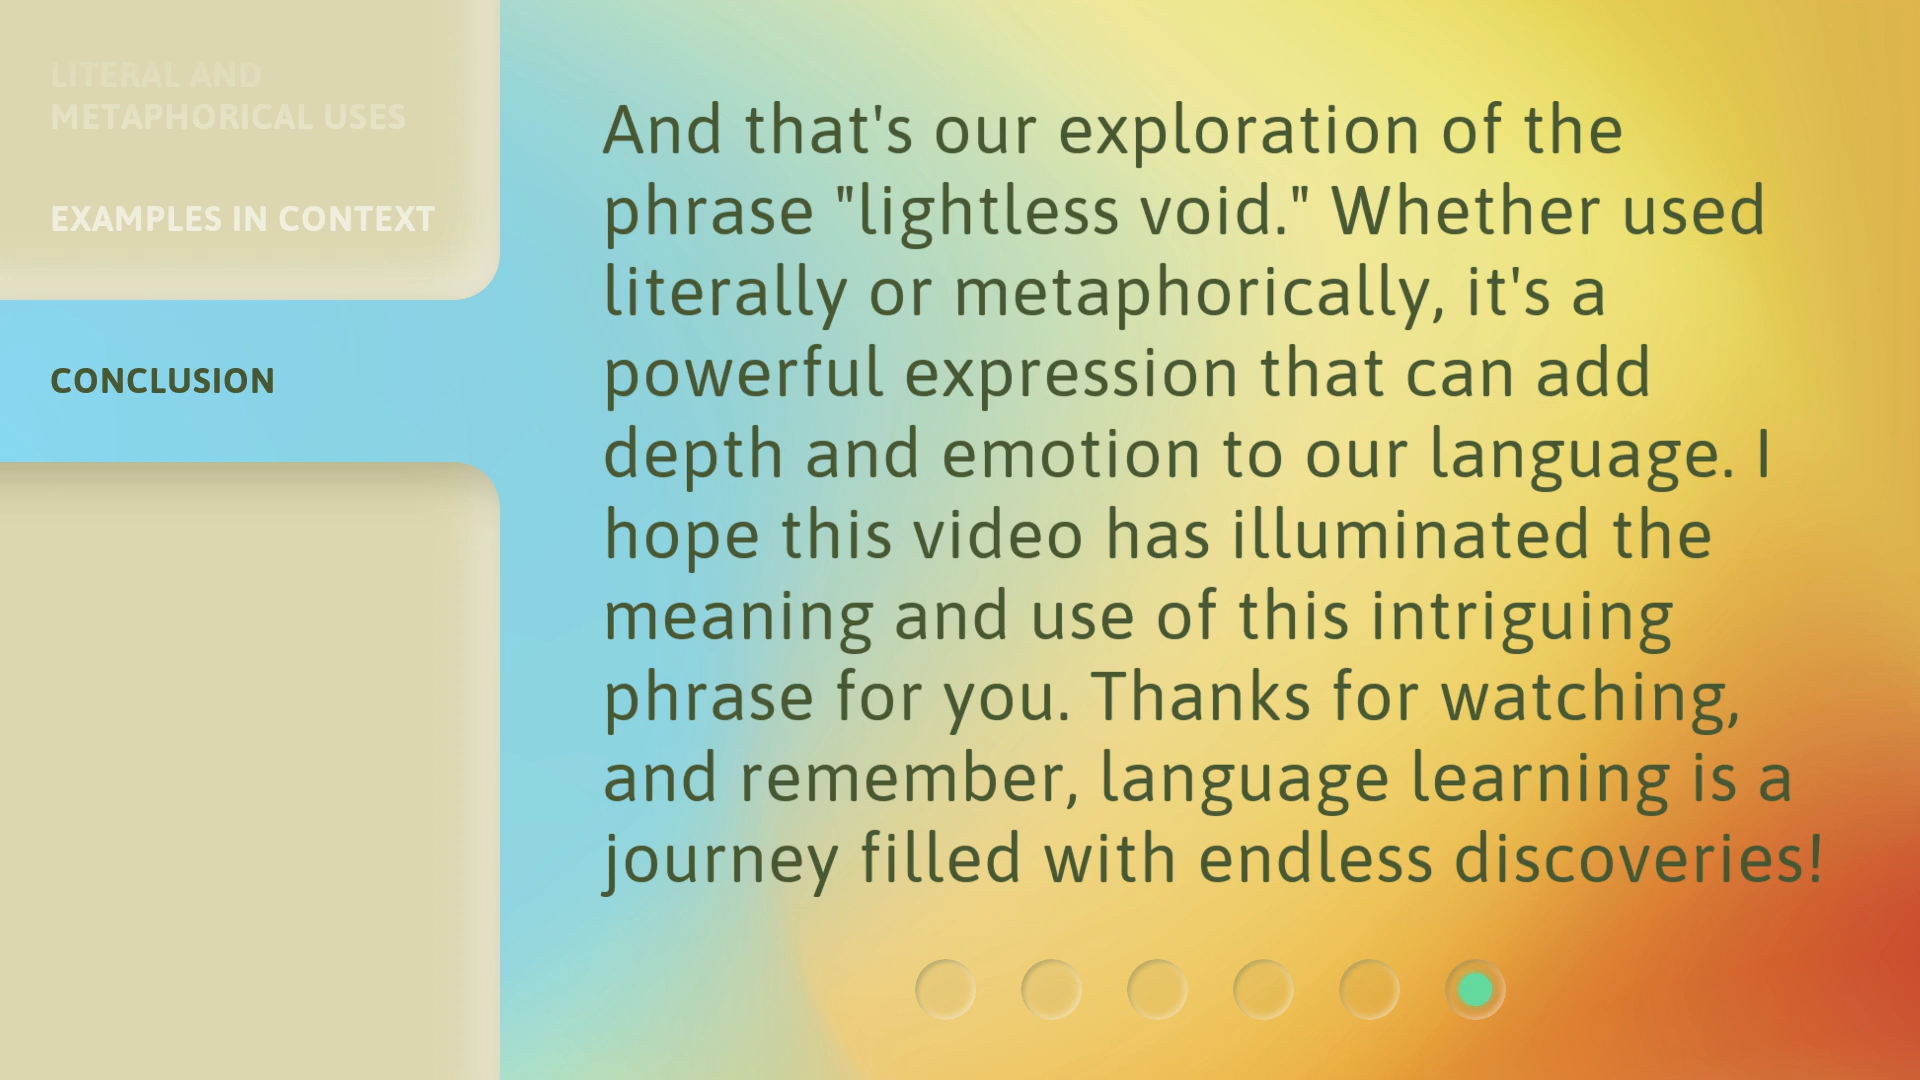 LITERAL AND
METAPHORICAL USES
EXAMPLES IN CONTEXT
CONCLUSION
And that's our exploration of the
phrase "lightless void." Whether used
literally or metaphorically, it's a
powerful expression that can add
depth and emotion to our language. I
hope this video has illuminated the
meaning and use of this intriguing
phrase for you. Thanks for watching,
and remember, language learning is a
journey filled with endless discoveries!